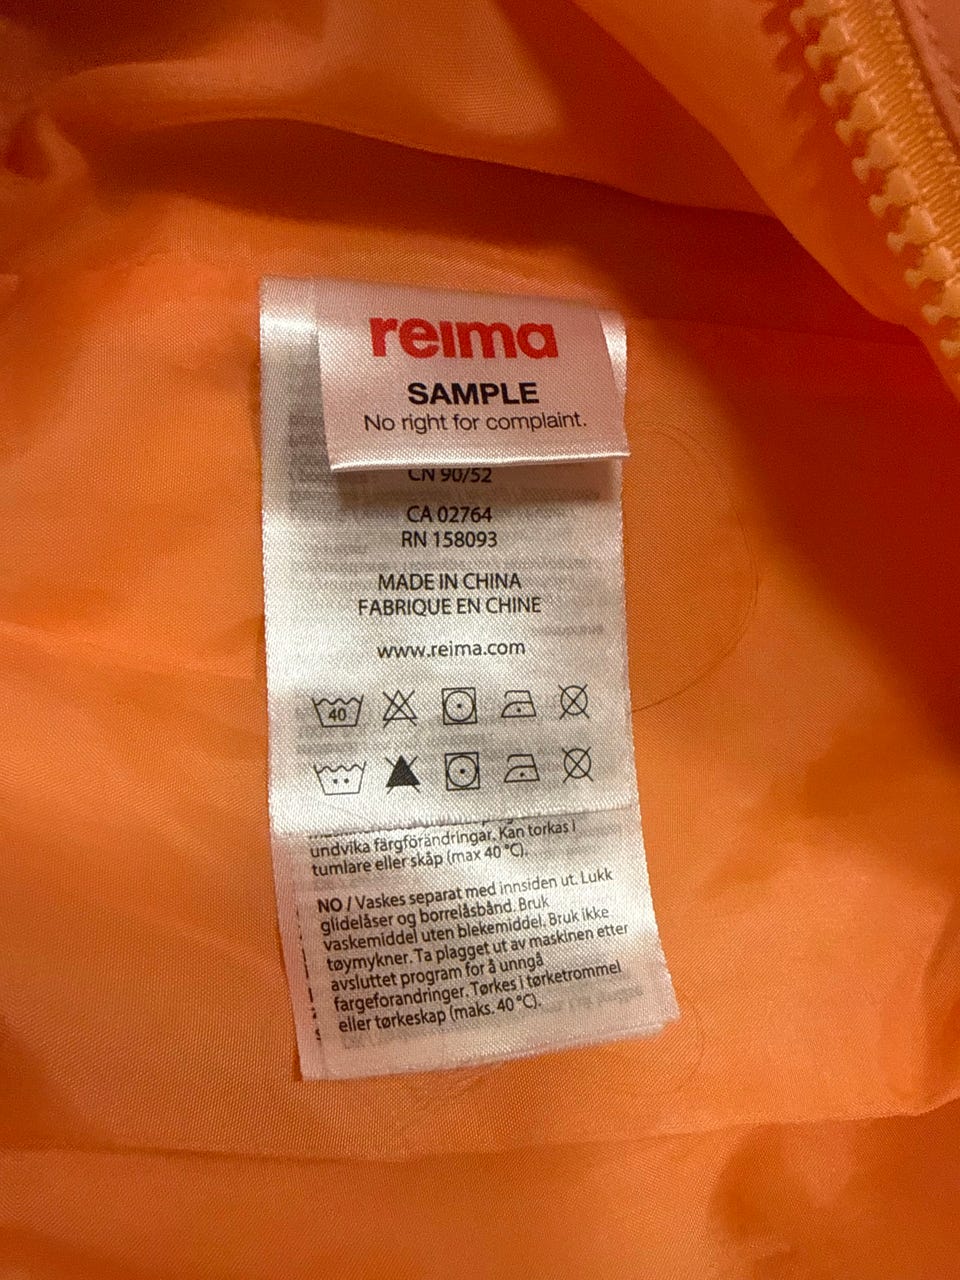 reima
SAMPLE
No right for complaint.
CN 90/52
CA 02764
RN 158093
MADE IN CHINA
FABRIQUE EN CHINE
www.reima.com
40
undvika färgförändringar. Kan torkas i
tumlare eller skåp (max 40 °C).
NO / Vaskes separat med innsiden ut. Lukk
glidelåser og borrelåsbånd. Bruk
vaskemiddel uten blekemiddel. Bruk ikke
tøymykner. Ta plagget ut av maskinen etter
avsluttet program for å unngå
fargeforandringer. Tørkes i tørketrommel
eller tørkeskap (maks. 40 °C).